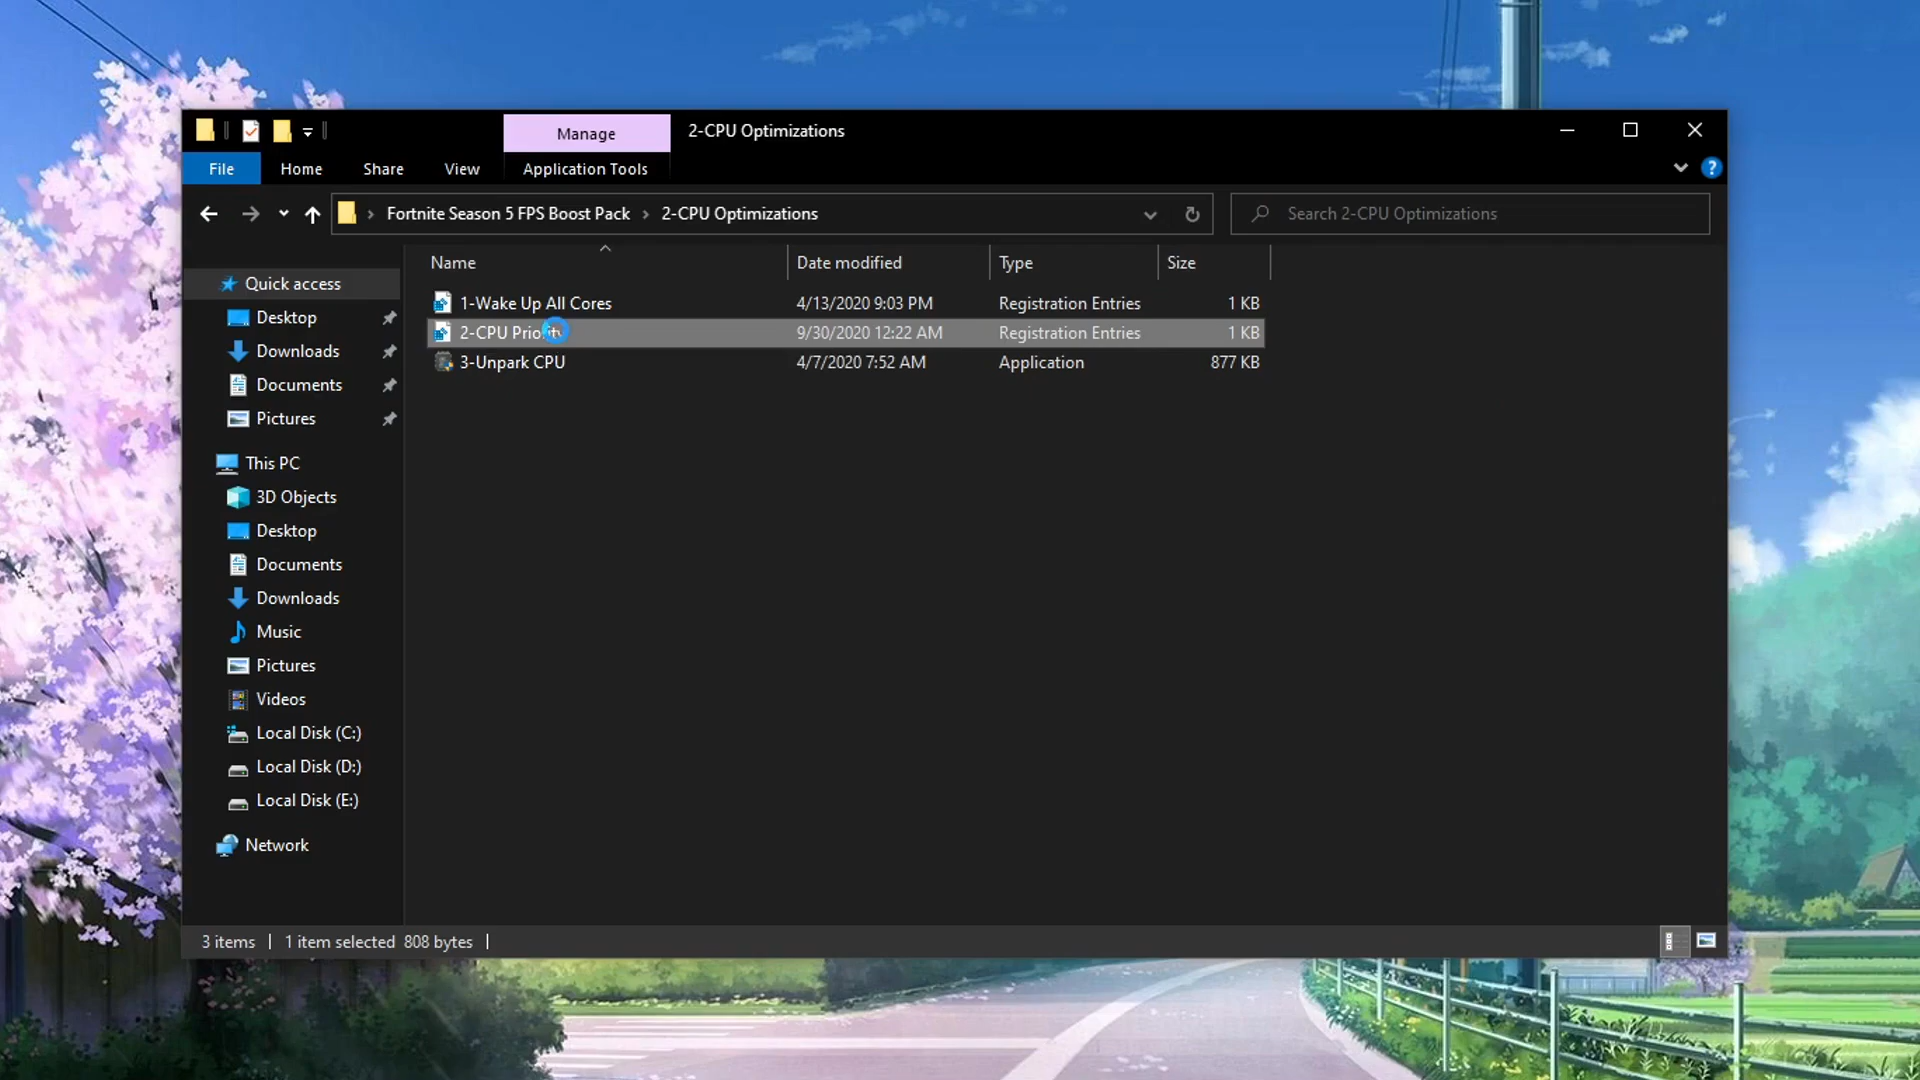 Manage
2-CPU Optimizations
File
Home
Share
View
Application Tools
?
Fortnite Season 5 FPS Boost Pack
2-CPU Optimizations
Search 2-CPU Optimizations
Name
Date modified
Type
Size
1-Wake Up All Cores 4/13/2020 9:03 PM Registration Entries 1 KB
2-CPU Priority 9/30/2020 12:22 AM Registration Entries 1 KB
3-Unpark CPU 4/7/2020 7:52 AM Application 877 KB
Quick access
Desktop
Downloads
Documents
Pictures
This PC
3D Objects
Desktop
Documents
Downloads
Music
Pictures
Videos
Local Disk (C:)
Local Disk (D:)
Local Disk (E:)
Network
3 items 1 item selected 808 bytes